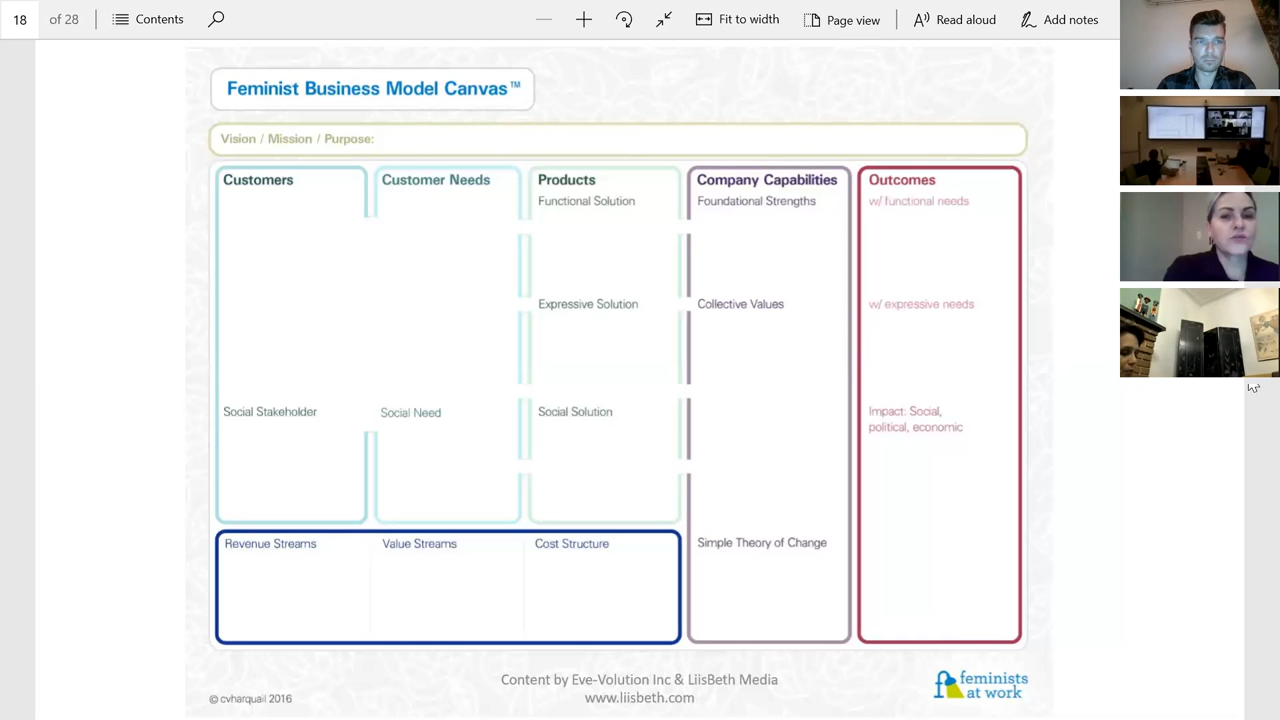 18 of 28 Contents Fit to width Page view Read aloud Add notes
Feminist Business Model Canvas™
Vision / Mission / Purpose:
Customers
Social Stakeholder
Customer Needs
Social Need
Products
Functional Solution
Expressive Solution
Social Solution
Company Capabilities
Foundational Strengths
Collective Values
Simple Theory of Change
Outcomes
w/ functional needs
w/ expressive needs
Impact: Social,
political, economic
Revenue Streams
Value Streams
Cost Structure
© cvharquail 2016
Content by Eve-Volution Inc & LiisBeth Media
www.liisbeth.com
feminists
at work